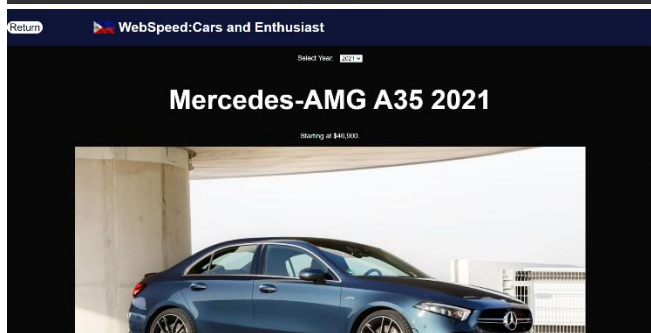 Return
WebSpeed:Cars and Enthusiast
Select Year: 2021
Mercedes-AMG A35 2021
Starting at $46,900.